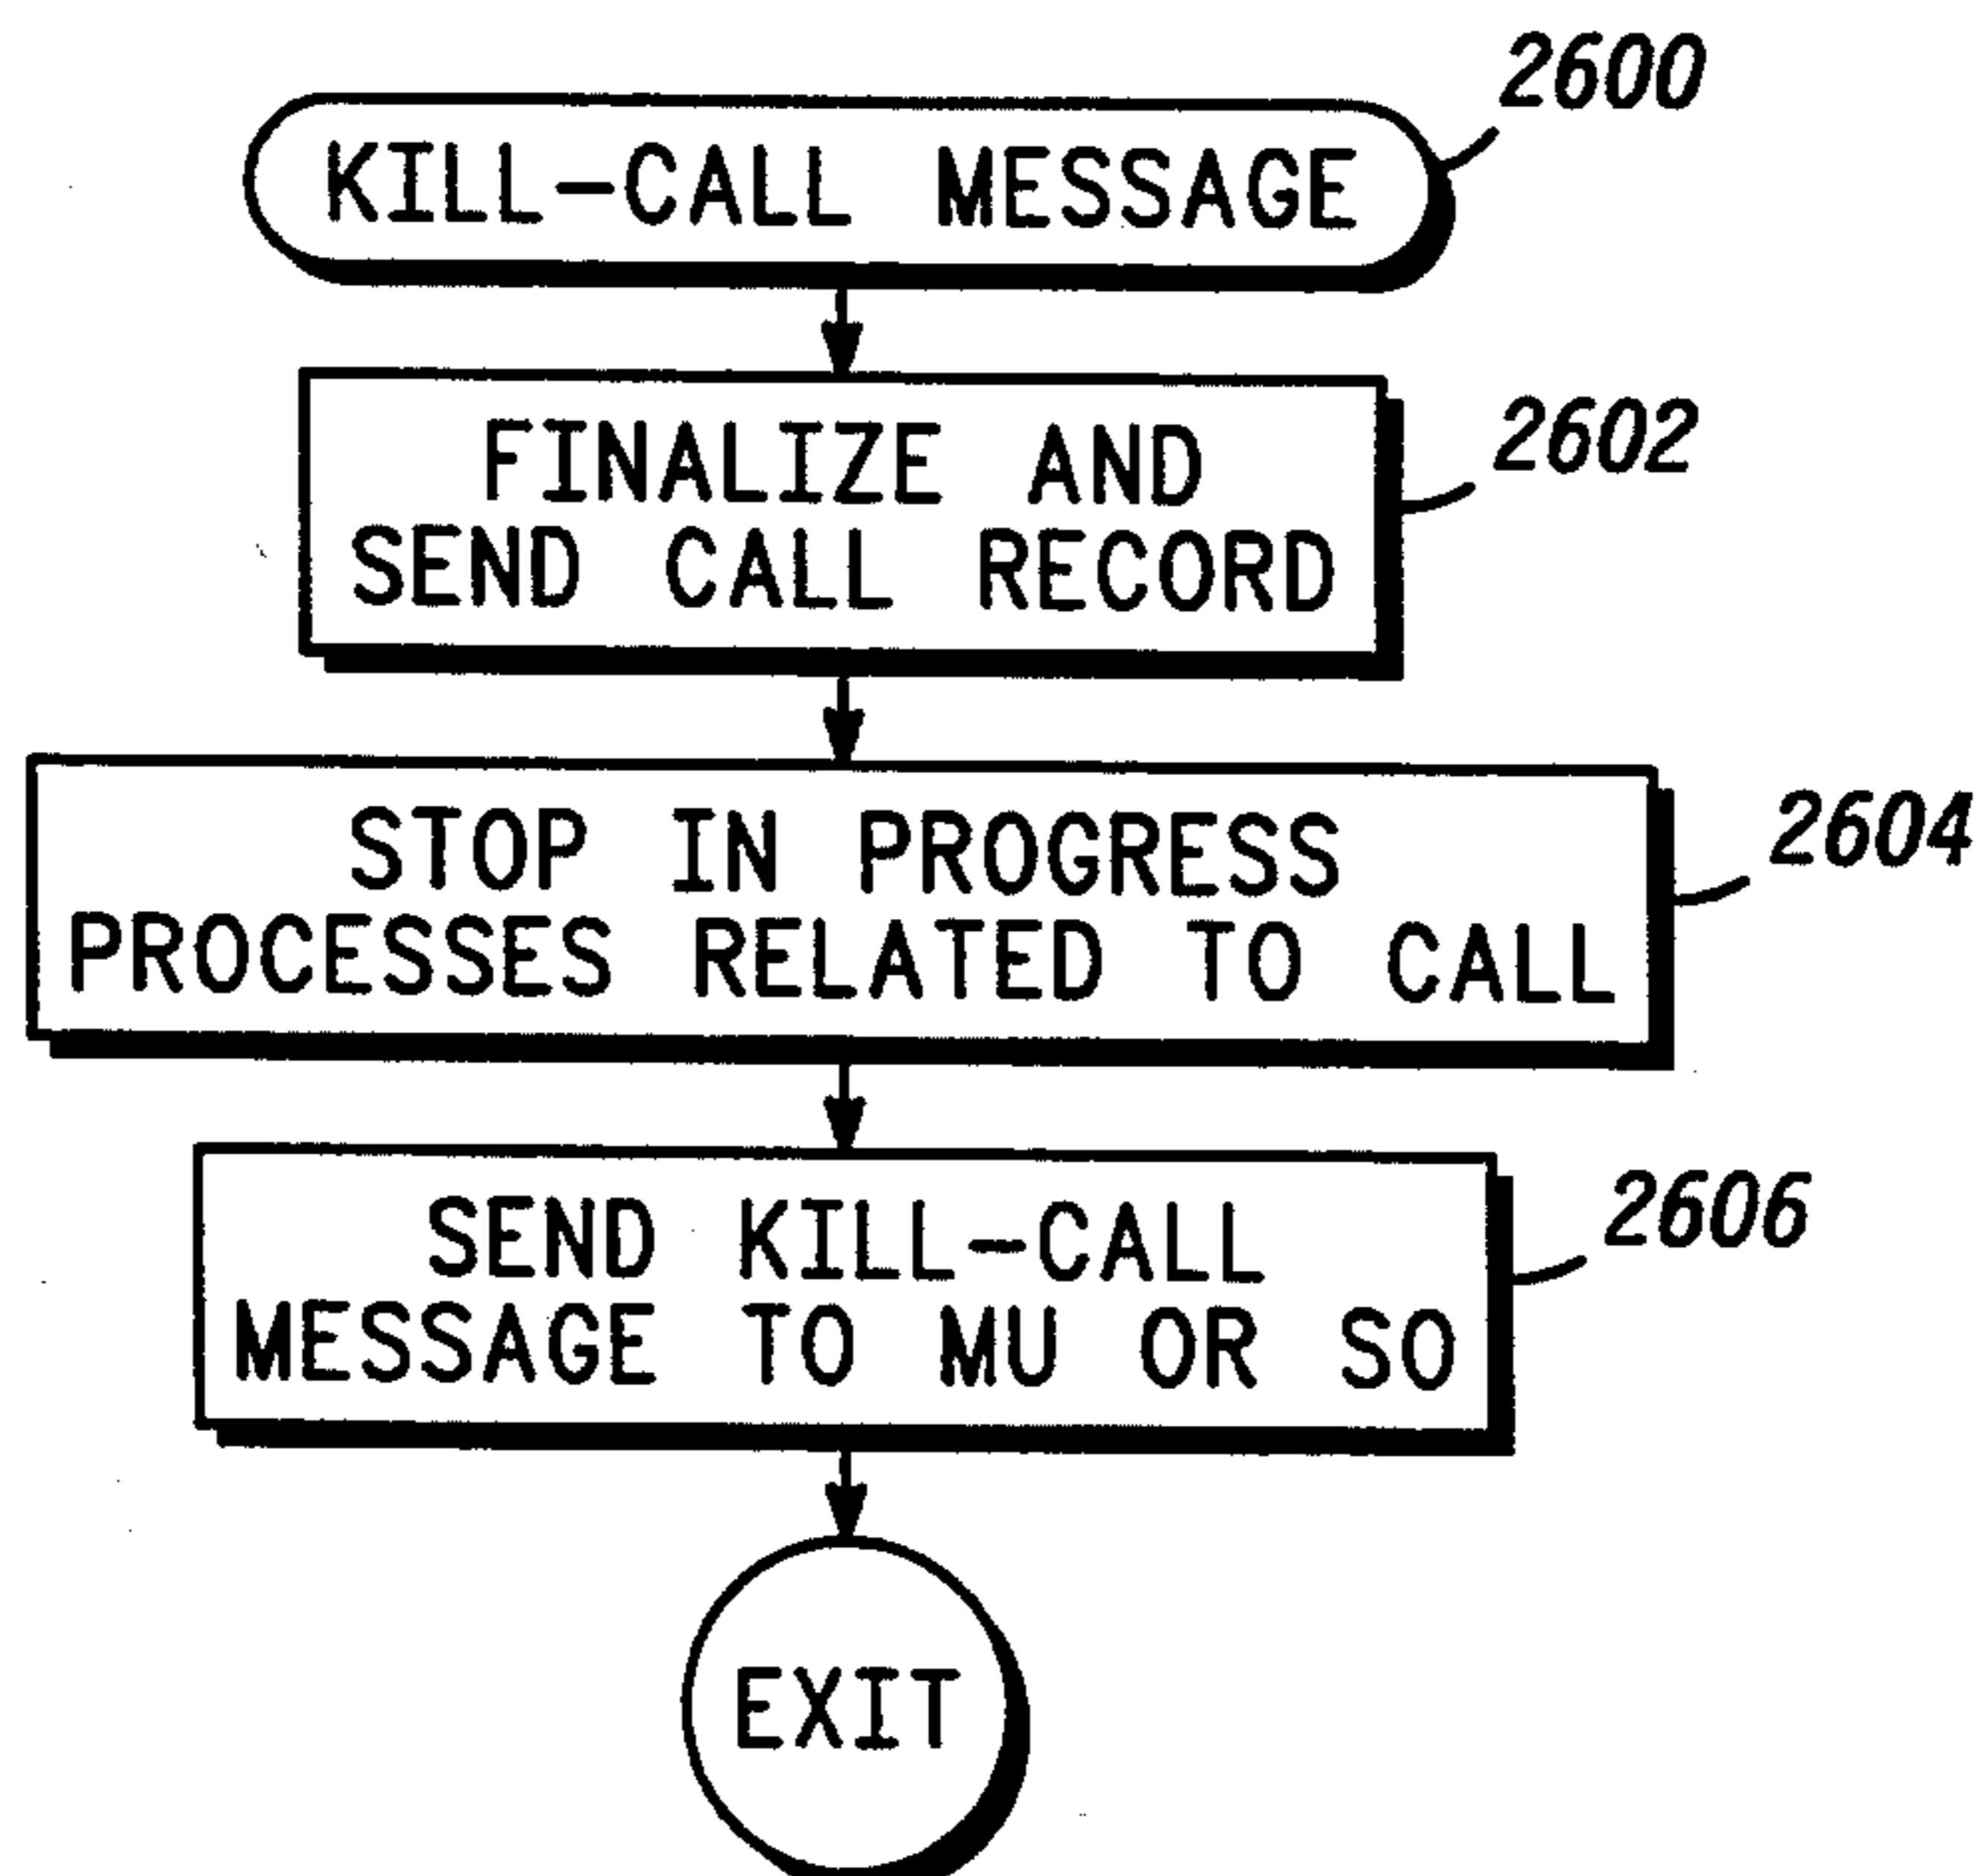 2600
KILL-CALL MESSAGE
2602
FINALIZE AND
SEND CALL RECORD
2604
STOP IN PROGRESS
PROCESSES RELATED TO CALL
2606
SEND KILL-CALL
MESSAGE TO MU OR SO
EXIT